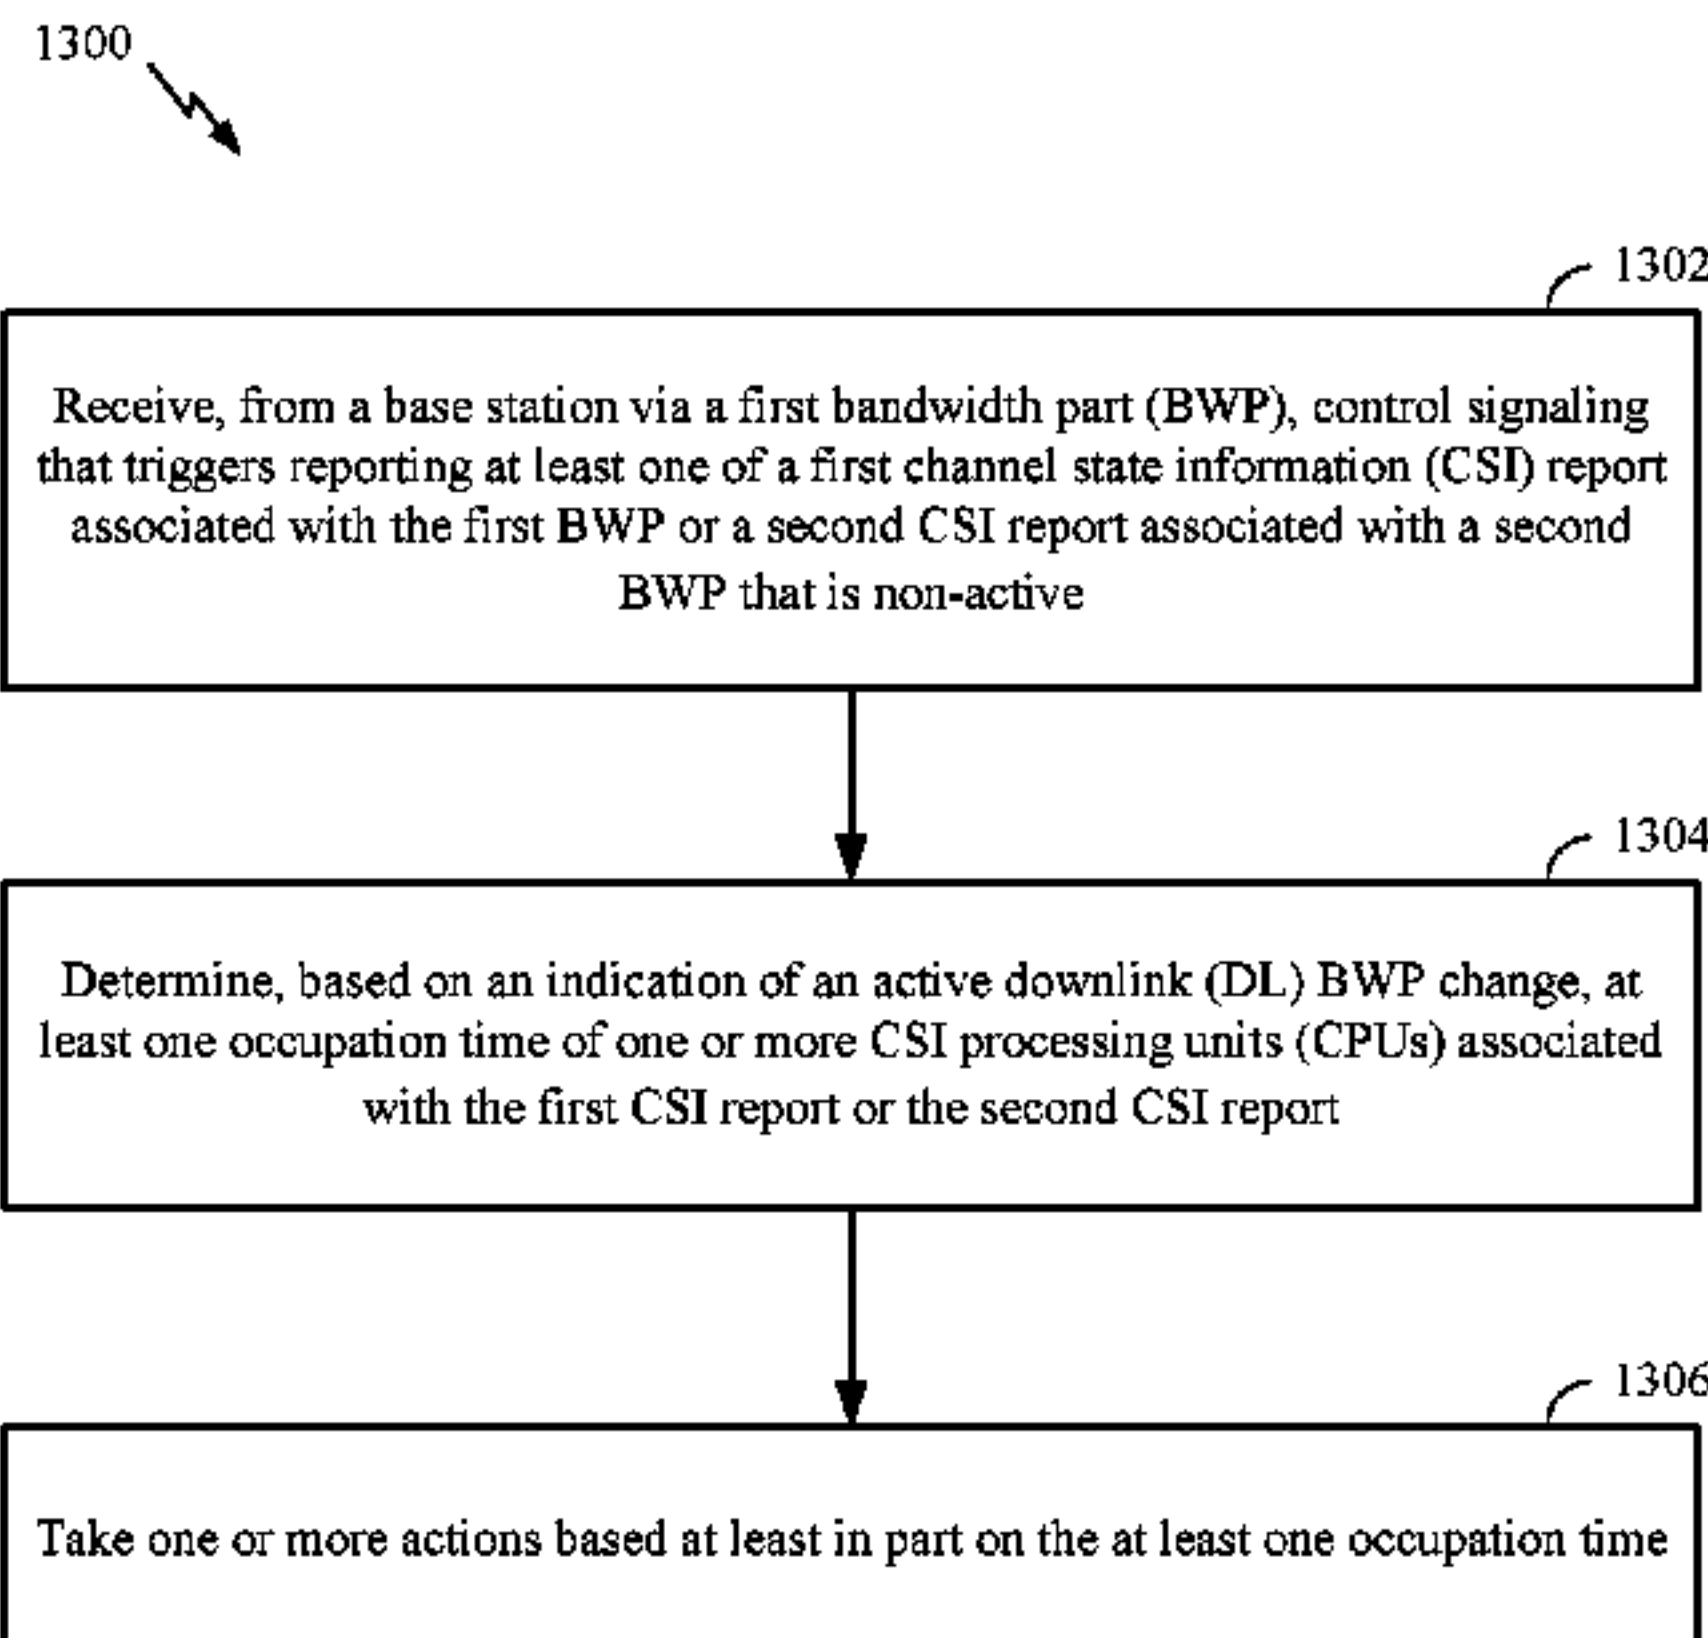 1300
1302
Receive, from a base station via a first bandwidth part (BWP), control signaling
that triggers reporting at least one of a first channel state information (CSI) report
associated with the first BWP or a second CSI report associated with a second
BWP that is non-active
1304
Determine, based on an indication of an active downlink (DL) BWP change, at
least one occupation time of one or more CSI processing units (CPUs) associated
with the first CSI report or the second CSI report
1306
Take one or more actions based at least in part on the at least one occupation time